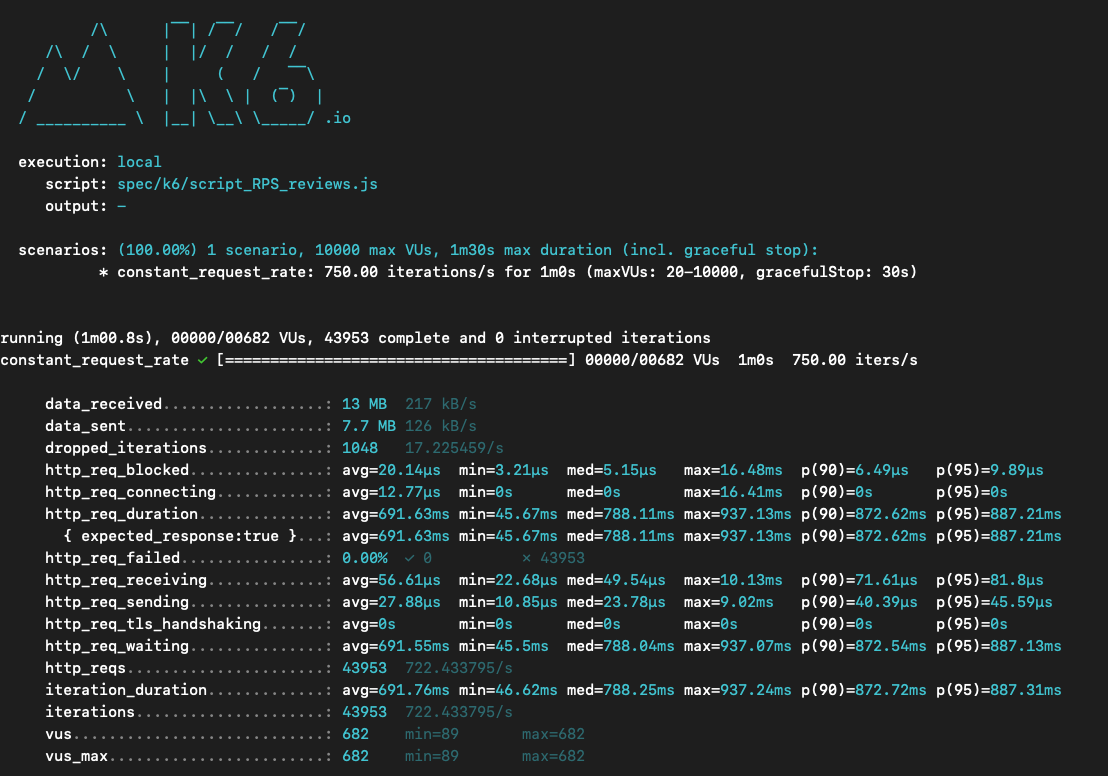 /\      |‾‾| /‾‾/   /‾‾/
     /\  /  \     |  |/  /   /  /
    /  \/    \    |     (   /   ‾‾\
   /          \   |  |\  \ |  (‾)  |
  / __________ \  |__| \__\ \_____/ .io

  execution: local
     script: spec/k6/script_RPS_reviews.js
     output: -

  scenarios: (100.00%) 1 scenario, 10000 max VUs, 1m30s max duration (incl. graceful stop):
           * constant_request_rate: 750.00 iterations/s for 1m0s (maxVUs: 20-10000, gracefulStop: 30s)

running (1m00.8s), 00000/00682 VUs, 43953 complete and 0 interrupted iterations
constant_request_rate ✓ [======================================] 00000/00682 VUs  1m0s  750.00 iters/s

     data_received..................: 13 MB  217 kB/s
     data_sent......................: 7.7 MB 126 kB/s
     dropped_iterations.............: 1048   17.225459/s
     http_req_blocked...............: avg=20.14µs  min=3.21µs  med=5.15µs   max=16.48ms  p(90)=6.49µs   p(95)=9.89µs
     http_req_connecting............: avg=12.77µs  min=0s      med=0s       max=16.41ms  p(90)=0s       p(95)=0s
     http_req_duration..............: avg=691.63ms min=45.67ms med=788.11ms max=937.13ms p(90)=872.62ms p(95)=887.21ms
       { expected_response:true }...: avg=691.63ms min=45.67ms med=788.11ms max=937.13ms p(90)=872.62ms p(95)=887.21ms
     http_req_failed................: 0.00%  ✓ 0          ✗ 43953
     http_req_receiving.............: avg=56.61µs  min=22.68µs med=49.54µs  max=10.13ms  p(90)=71.61µs  p(95)=81.8µs
     http_req_sending...............: avg=27.88µs  min=10.85µs med=23.78µs  max=9.02ms   p(90)=40.39µs  p(95)=45.59µs
     http_req_tls_handshaking.......: avg=0s       min=0s      med=0s       max=0s       p(90)=0s       p(95)=0s
     http_req_waiting...............: avg=691.55ms min=45.5ms  med=788.04ms max=937.07ms p(90)=872.54ms p(95)=887.13ms
     http_reqs......................: 43953  722.433795/s
     iteration_duration.............: avg=691.76ms min=46.62ms med=788.25ms max=937.24ms p(90)=872.72ms p(95)=887.31ms
     iterations.....................: 43953  722.433795/s
     vus............................: 682    min=89       max=682
     vus_max........................: 682    min=89       max=682